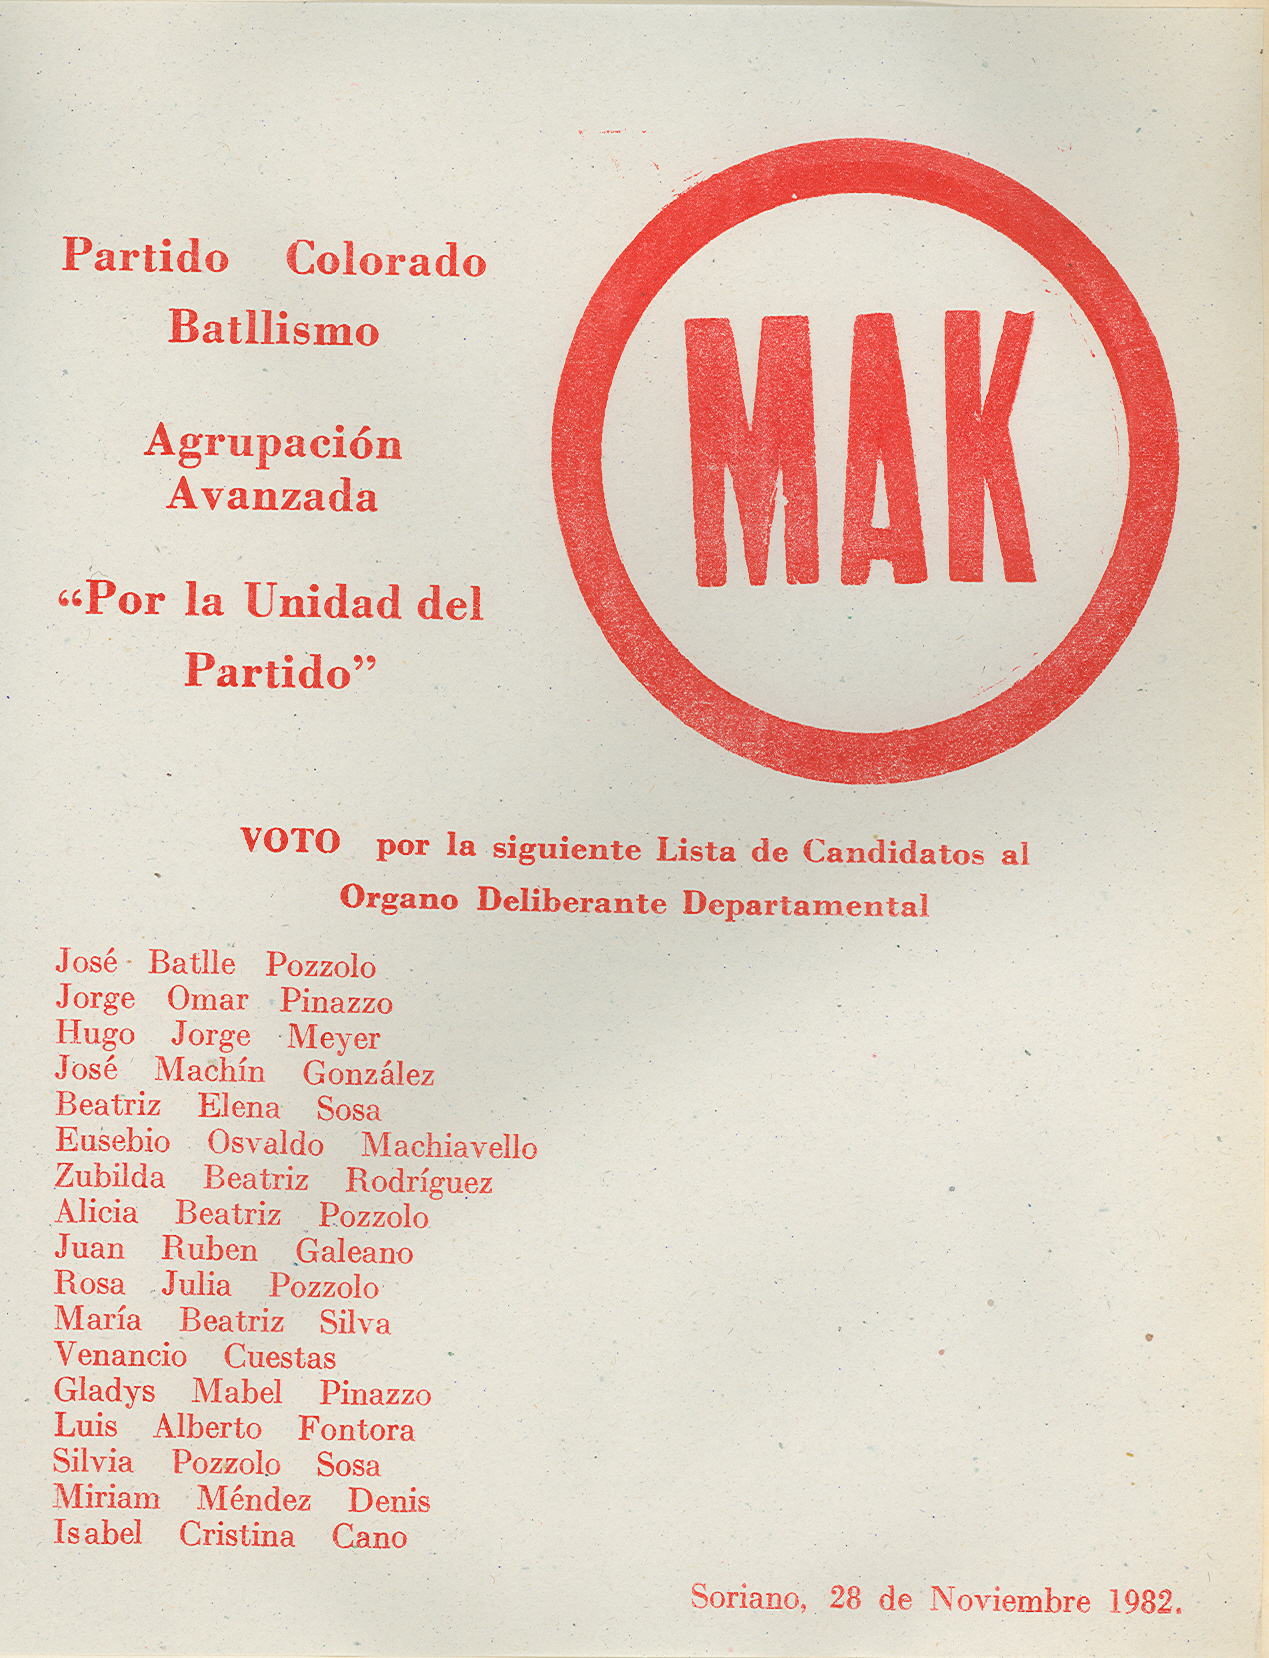 Partido Colorado
Batllismo
Agrupación
Avanzada
“Por la Unidad del
Partido”
MAK
VOTO por la siguiente Lista de Candidatos al
Organo Deliberante Departamental
José Batlle Pozzolo
Jorge Omar Pinazzo
Hugo Jorge Meyer
José Machín González
Beatriz Elena Sosa
Eusebio Osvaldo Machiavello
Zubilda Beatriz Rodríguez
Alicia Beatriz Pozzolo
Juan Ruben Galeano
Rosa Julia Pozzolo
María Beatriz Silva
Venancio Cuestas
Gladys Mabel Pinazzo
Luis Alberto Fontora
Silvia Pozzolo Sosa
Miriam Méndez Denis
Isabel Cristina Cano
Soriano, 28 de Noviembre 1982.